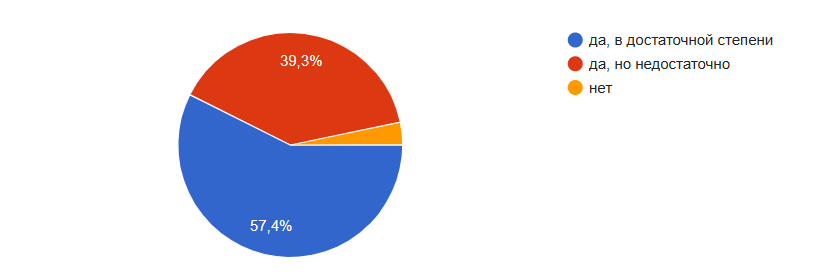 39,3%
57,4%
да, в достаточной степени
да, но недостаточно
нет